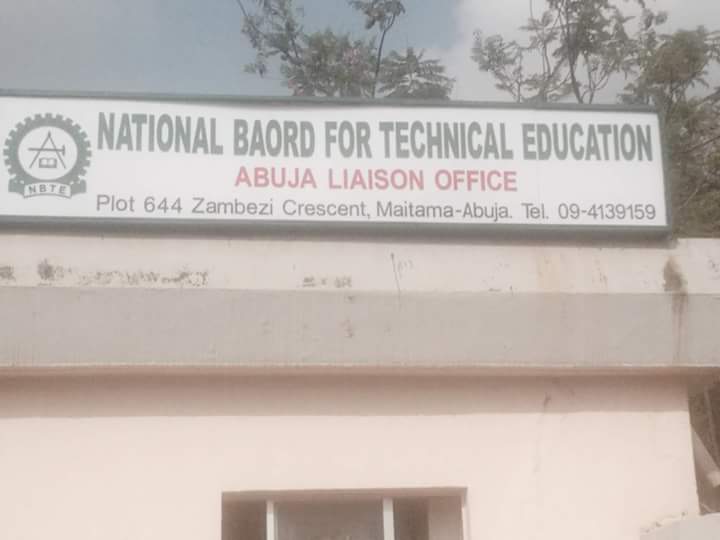 NATIONAL BAORD FOR TECHNICAL EDUCATION
ABUJA LIAISON OFFICE
Plot 644 Zambezi Crescent, Maitama-Abuja. Tel. 09-4139159
NBTE